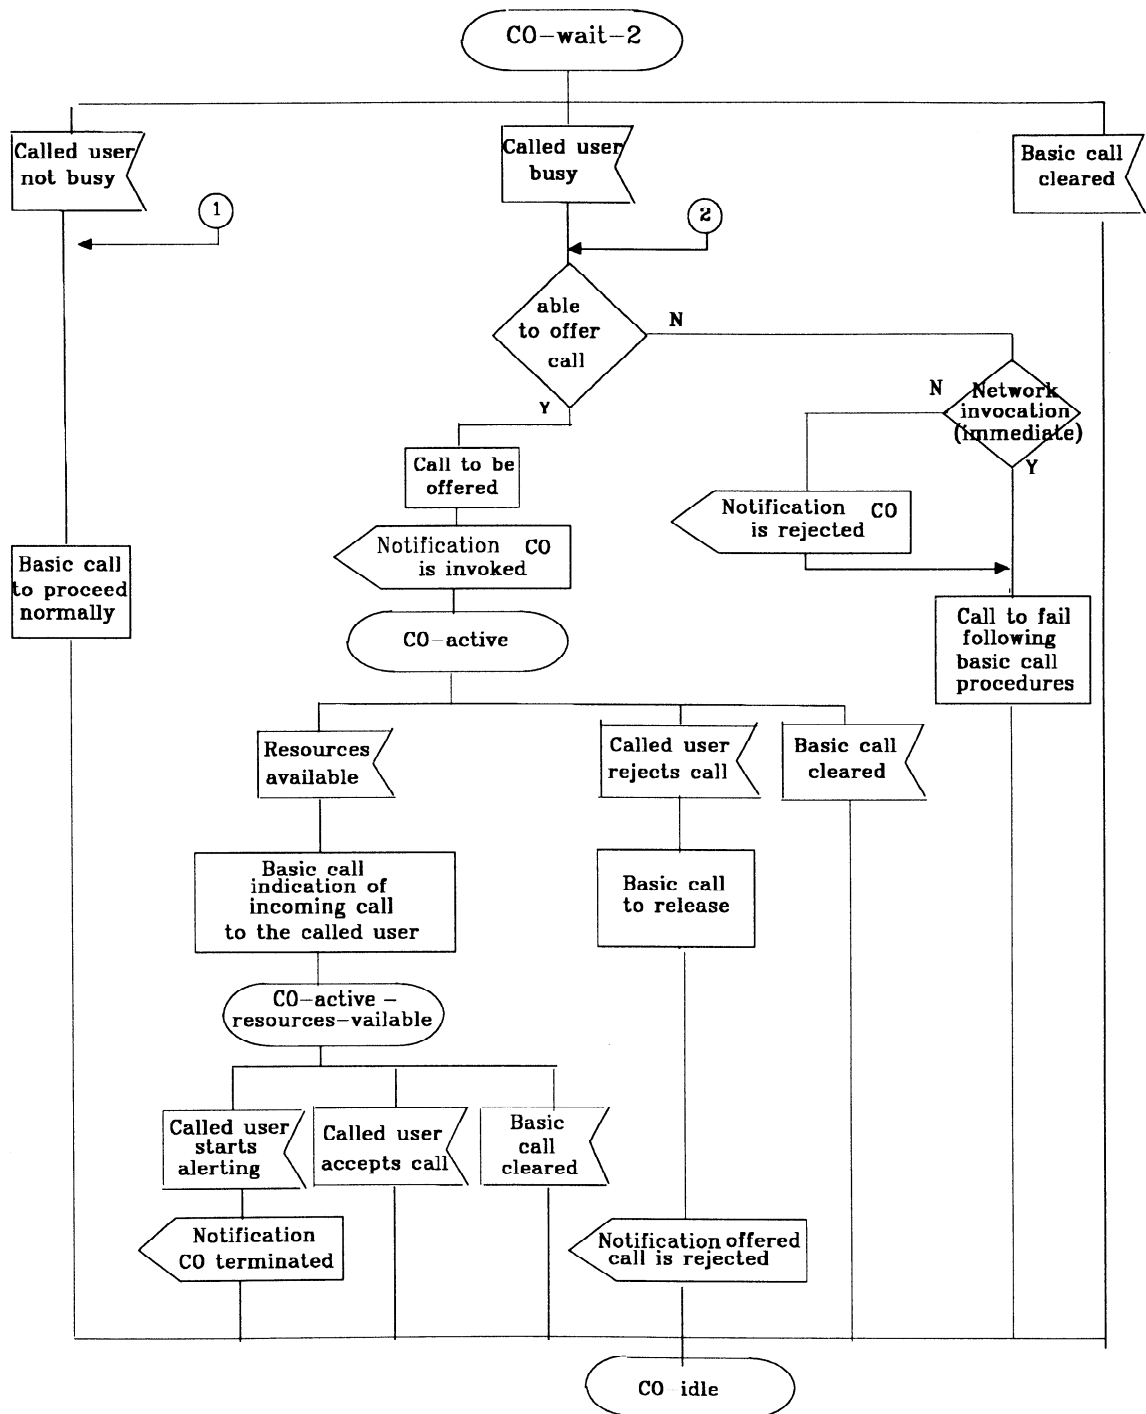 CO-wait-2
Called user
not busy
Called user
busy
Basic call
cleared
1
2
able
to offer
call
N
Y
N
Network
invocation
(immediate)
Y
Call to be
offered
Notification CO
is rejected
Notification CO
is invoked
Basic call
to proceed
normally
CO-active
Call to fail
following
basic call
procedures
Resources
available
Called user
rejects call
Basic call
cleared
Basic call
indication of
incoming call
to the called user
Basic call
to release
CO-active-
resources-vailable
Called user
starts
alerting
Called user
accepts call
Basic
call
cleared
Notification
CO terminated
Notification offered
call is rejected
CO idle